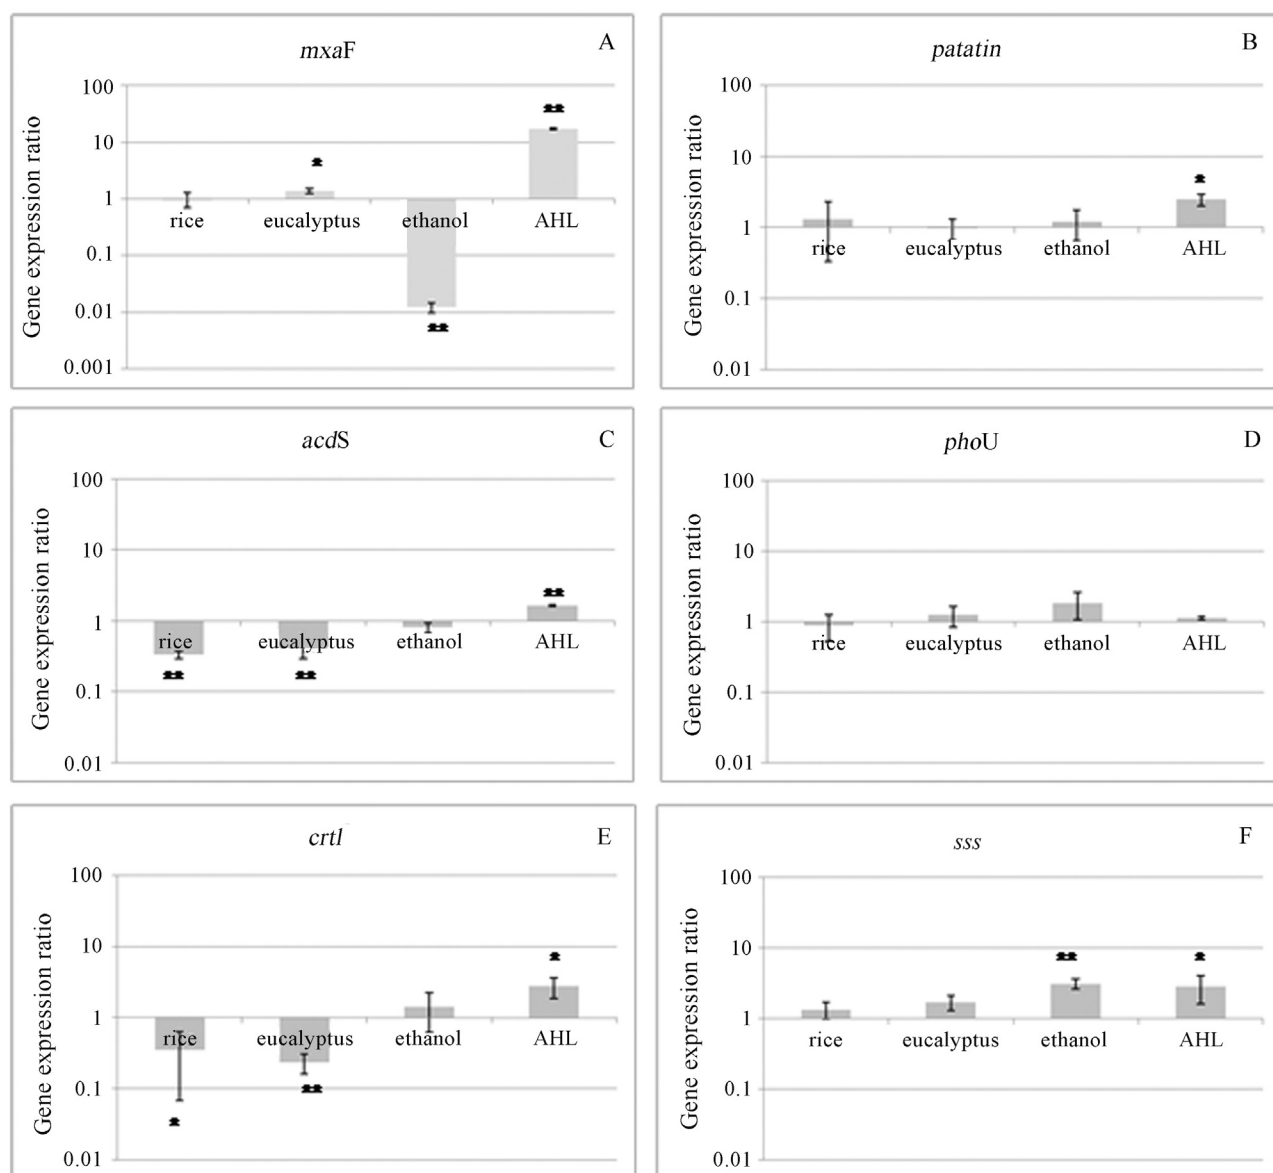 mxaF
A
100
10
1
0.1
0.01
0.001
Gene expression ratio
rice
eucalyptus
ethanol
AHL
*
**
**
patatin
B
100
10
1
0.1
0.01
Gene expression ratio
rice
eucalyptus
ethanol
AHL
*
acdS
C
100
10
1
0.1
0.01
Gene expression ratio
rice
eucalyptus
ethanol
AHL
**
**
**
phoU
D
100
10
1
0.1
0.01
Gene expression ratio
rice
eucalyptus
ethanol
AHL
crtl
E
100
10
1
0.1
0.01
Gene expression ratio
rice
eucalyptus
ethanol
AHL
*
**
*
sss
F
100
10
1
0.1
0.01
Gene expression ratio
rice
eucalyptus
ethanol
AHL
**
*